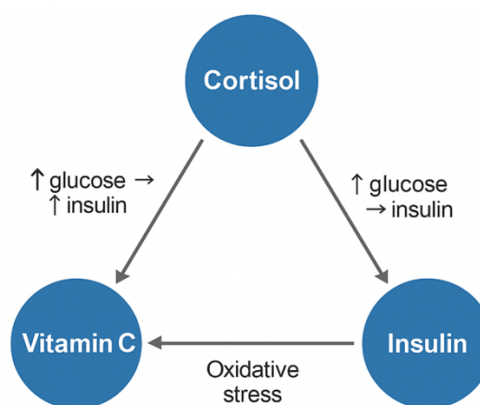 Cortisol
↑ glucose →
↑ insulin
↑ glucose
→ insulin
Vitamin C
Insulin
Oxidative
stress